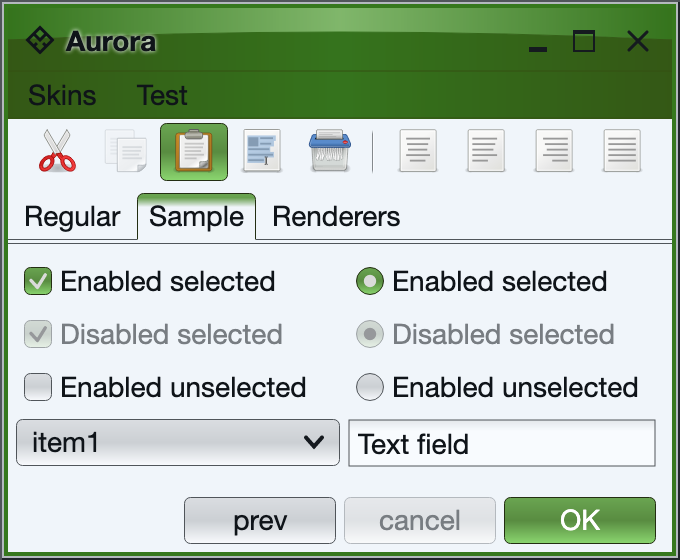 Aurora
Skins Test
Regular Sample Renderers
Enabled selected Enabled selected
Disabled selected Disabled selected
Enabled unselected Enabled unselected
item1 Text field
prev cancel OK